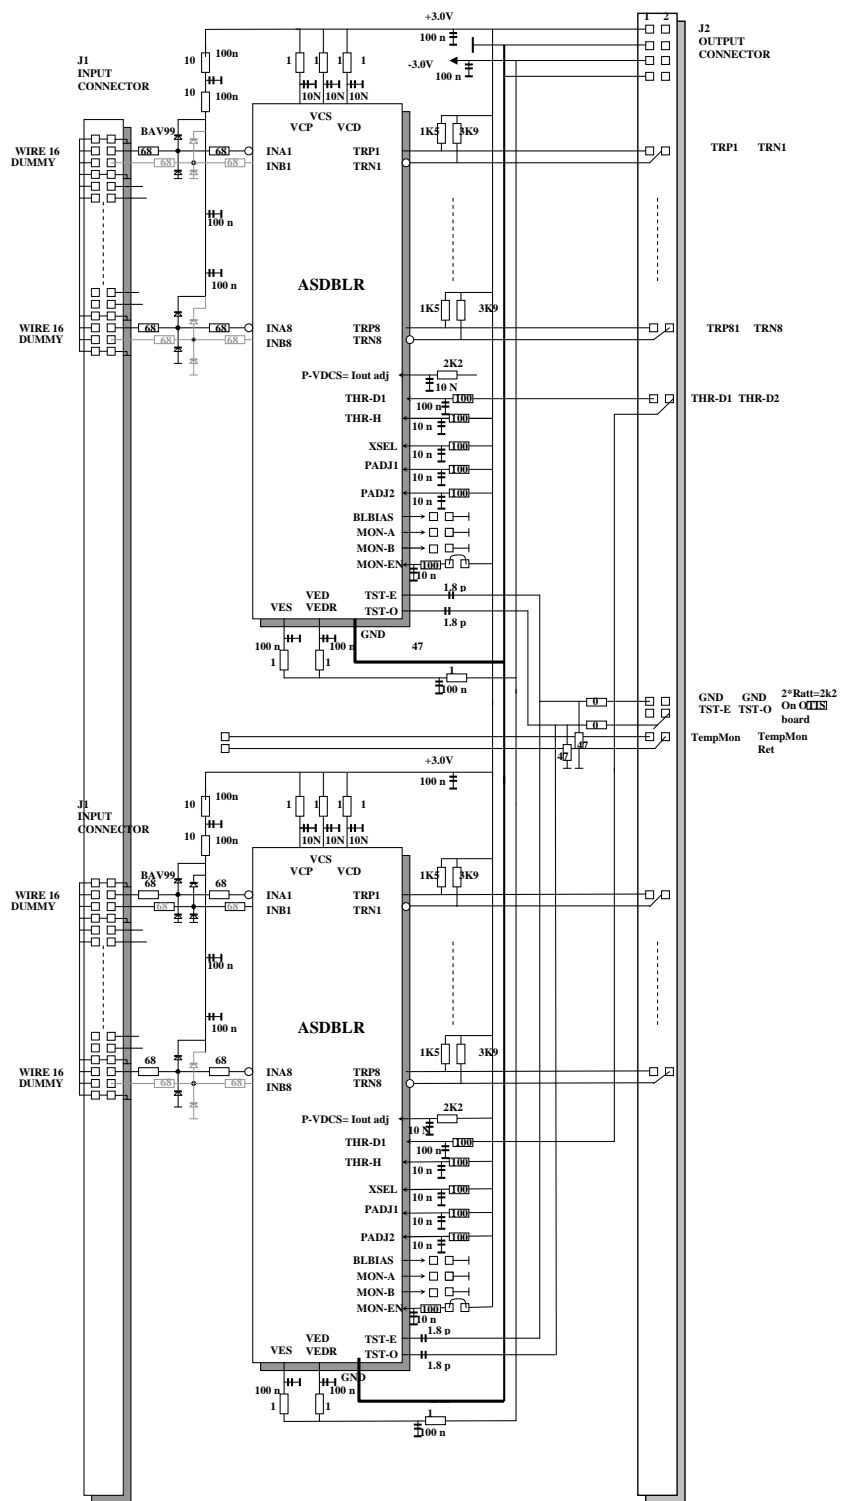 +3.0V
1 2
J2
OUTPUT
CONNECTOR
100 n
-3.0V
100 n
J1
INPUT
CONNECTOR
10 100n
10 100n
1 1 1
10N 10N 10N
VCS
VCP VCD
BAV99
1K5 3K9
WIRE 16 68 68 INA1 TRP1 TRP1 TRN1
DUMMY 68 68 INB1 TRN1
100 n
100 n
ASDBLR
1K5 3K9
WIRE 16 68 68 INA8 TRP8 TRP81 TRN8
DUMMY 68 68 INB8 TRN8
2K2
P-VDCS= Iout adj
10 N
THR-D1 100 THR-D1 THR-D2
100 n
THR-H 100
10 n
XSEL 100
10 n
PADJ1 100
10 n
PADJ2 100
10 n
BLBIAS
MON-A
MON-B
MON-EN 100
10 n
1.8 p
VED TST-E
VES VEDR TST-O
1.8 p
GND
100 n 100 n 47
1 1 1
100 n
0 GND GND 2*Ratt=2k2
TST-E TST-O On OTIS
0 board
TempMon TempMon
47 Ret
47
+3.0V
100 n
J1
INPUT
CONNECTOR
10 100n
10 100n
1 1 1
10N 10N 10N
VCS
VCP VCD
BAV99
1K5 3K9
WIRE 16 68 68 INA1 TRP1
DUMMY 68 68 INB1 TRN1
100 n
100 n
ASDBLR
1K5 3K9
WIRE 16 68 68 INA8 TRP8
DUMMY 68 68 INB8 TRN8
2K2
P-VDCS= Iout adj
10 N
THR-D1 100
100 n
THR-H 100
10 n
XSEL 100
10 n
PADJ1 100
10 n
PADJ2 100
10 n
BLBIAS
MON-A
MON-B
MON-EN 100
10 n
1.8 p
VED TST-E
VES VEDR TST-O
1.8 p
GND
100 n 100 n
1 1 1
100 n